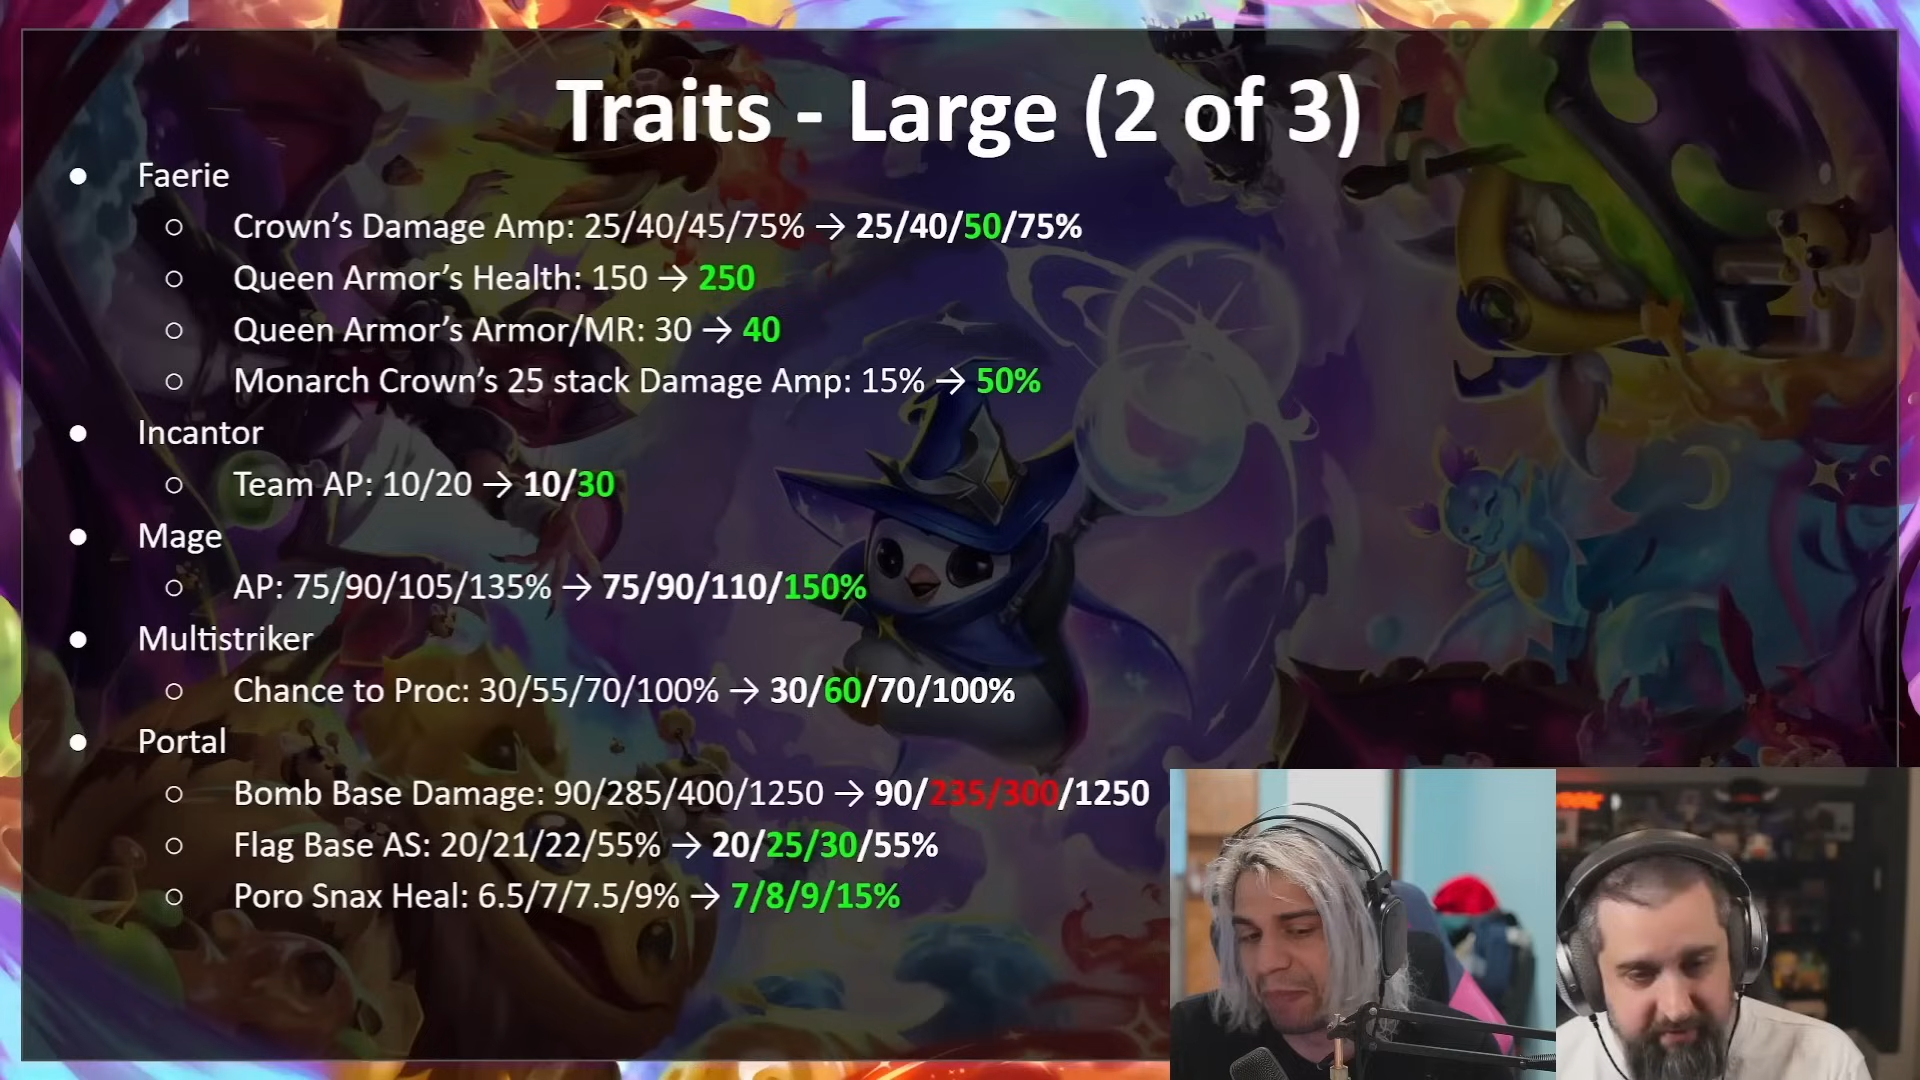 Traits - Large (2 of 3)
● Faerie
○ Crown’s Damage Amp: 25/40/45/75% → 25/40/50/75%
○ Queen Armor’s Health: 150 → 250
○ Queen Armor’s Armor/MR: 30 → 40
○ Monarch Crown’s 25 stack Damage Amp: 15% → 50%
● Incantor
○ Team AP: 10/20 → 10/30
● Mage
○ AP: 75/90/105/135% → 75/90/110/150%
● Multistriker
○ Chance to Proc: 30/55/70/100% → 30/60/70/100%
● Portal
○ Bomb Base Damage: 90/285/400/1250 → 90/235/300/1250
○ Flag Base AS: 20/21/22/55% → 20/25/30/55%
○ Poro Snax Heal: 6.5/7/7.5/9% → 7/8/9/15%